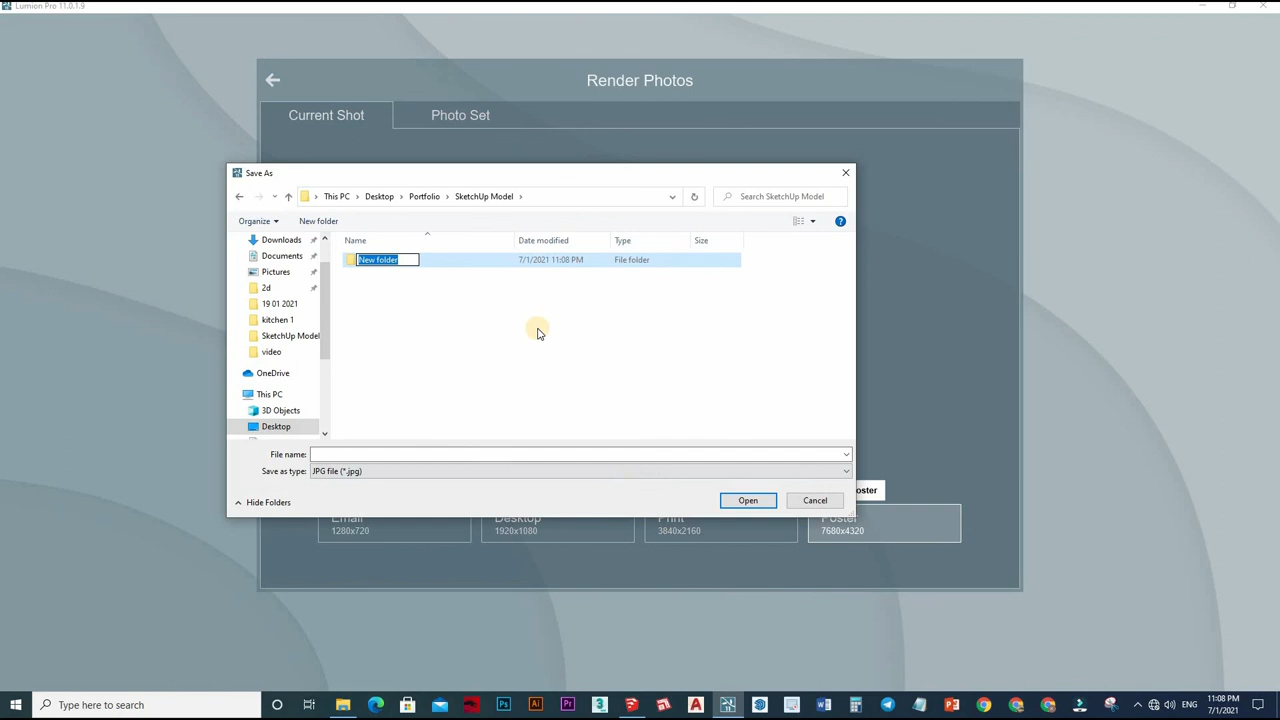 Lumion Pro 11.0.1.9
Render Photos
Current Shot
Photo Set
Save As
This PC
Desktop
Portfolio
SketchUp Model
Search SketchUp Model
Organize
New folder
Name
Date modified
Type
Size
Downloads
Documents
Pictures
2d
19 01 2021
kitchen 1
SketchUp Model
video
OneDrive
This PC
3D Objects
Desktop
New folder
7/1/2021 11:08 PM
File folder
File name:
Save as type:
JPG file (*.jpg)
Hide Folders
Open
Cancel
oster
Email
1280x720
Desktop
1920x1080
Print
3840x2160
Poster
7680x4320
Type here to search
Ps
Ai
Pr
3
A
ENG
11:08 PM
7/1/2021